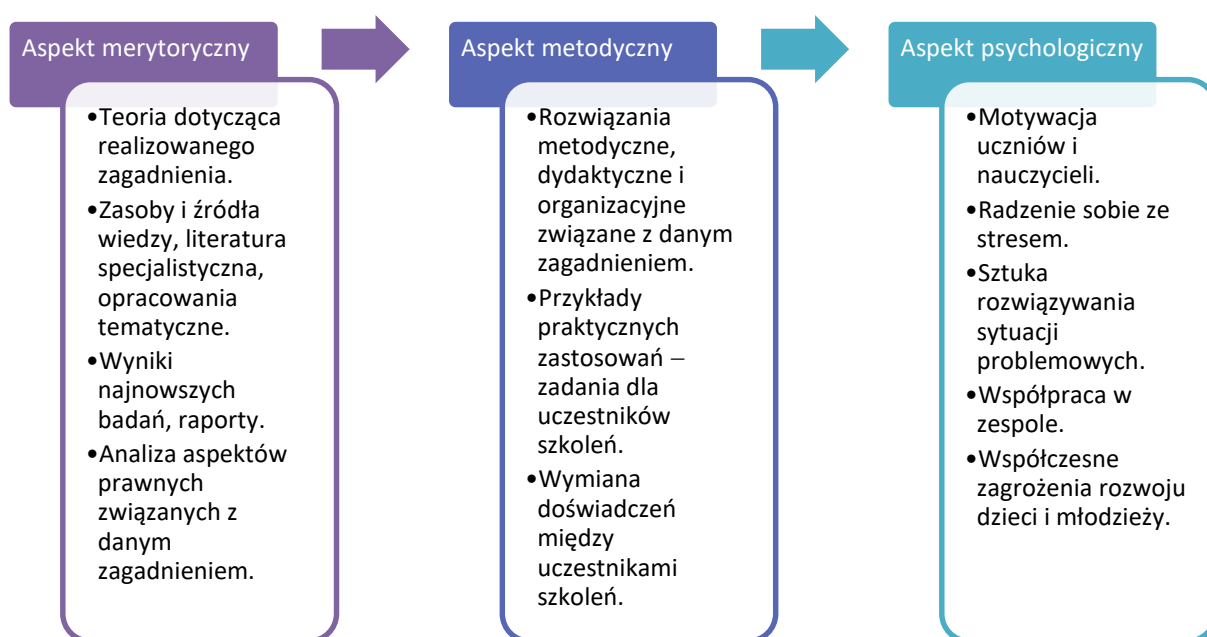 Aspekt merytoryczny
•Teoria dotycząca
realizowanego
zagadnienia.
•Zasoby i źródła
wiedzy, literatura
specjalistyczna,
opracowania
tematyczne.
•Wyniki
najnowszych
badań, raporty.
•Analiza aspektów
prawnych
związanych z
danym
zagadnieniem.
Aspekt metodyczny
•Rozwiązania
metodyczne,
dydaktyczne i
organizacyjne
związane z danym
zagadnieniem.
•Przykłady
praktycznych
zastosowań –
zadania dla
uczestników
szkoleń.
•Wymiana
doświadczeń
między
uczestnikami
szkoleń.
Aspekt psychologiczny
•Motywacja
uczniów i
nauczycieli.
•Radzenie sobie ze
stresem.
•Sztuka
rozwiązywania
sytuacji
problemowych.
•Współpraca w
zespole.
•Współczesne
zagrożenia rozwoju
dzieci i młodzieży.